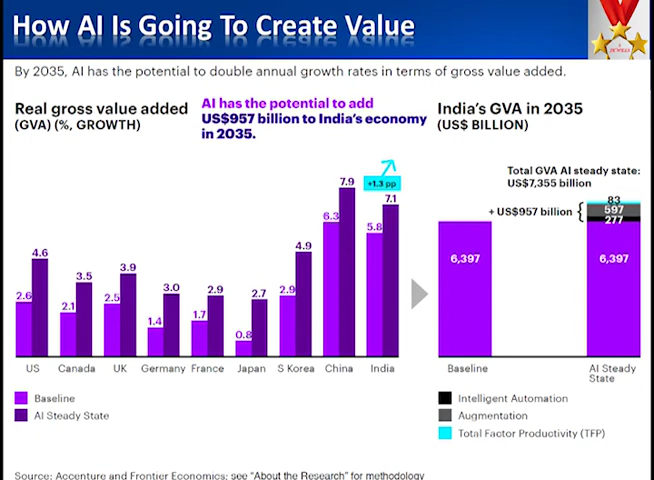 How AI Is Going To Create Value
By 2035, AI has the potential to double annual growth rates in terms of gross value added.
Real gross value added
(GVA) (%, GROWTH)
AI has the potential to add
US$957 billion to India's economy
in 2035.
+1.3 pp
2.6
4.6
2.1
3.5
2.5
3.9
1.4
3.0
1.7
2.9
0.8
2.7
2.9
4.9
6.3
7.9
5.8
7.1
US
Canada
UK
Germany
France
Japan
S Korea
China
India
Baseline
AI Steady State
India's GVA in 2035
(US$ BILLION)
Total GVA AI steady state:
US$7,355 billion
+ US$957 billion
83
597
277
6,397
6,397
Baseline
AI Steady
State
Intelligent Automation
Augmentation
Total Factor Productivity (TFP)
Source: Accenture and Frontier Economics; see "About the Research" for methodology